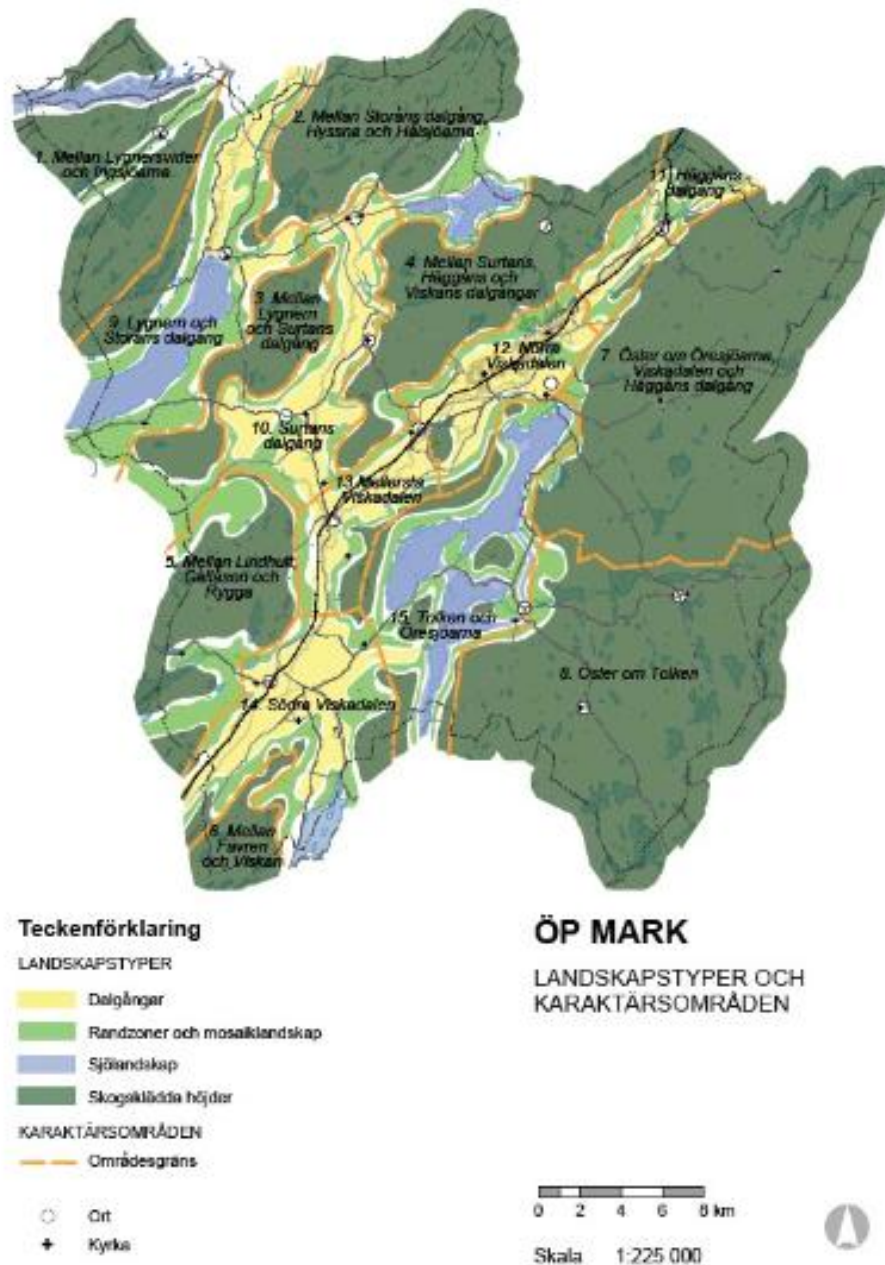 2. Mellan Storåns dalgång,
Hyssna och Hålsjöarna
1. Mellan Lygnersvider
och Ingsjöarna
11. Häggåns
dalgång
4. Mellan Surtans,
Häggåns och
Viskans dalgångar
3. Mellan
Lygnern
och Surtans
dalgång
9. Lygnern och
Storåns dalgång
12. Norra
Viskadalen
7. Öster om Öresjöarna,
Viskadalen och
Häggåns dalgång
10. Surtans
dalgång
13. Mellersta
Viskadalen
5. Mellan Lindhult,
och
Rygga
15. Tolken och
Öresjöarna
8. Öster om Tolken
14. Södra Viskadalen
6. Mellan
Fävren
och Viskan
Teckenförklaring
LANDSKAPSTYPER
Dalgångar
Randzoner och mosaiklandskap
Sjölandskap
Skogsklädda höjder
KARAKTÄRSOMRÅDEN
Områdesgräns
Ort
Kyrka
ÖP MARK
LANDSKAPSTYPER OCH
KARAKTÄRSOMRÅDEN
0 2 4 6 8 km
Skala 1:225 000